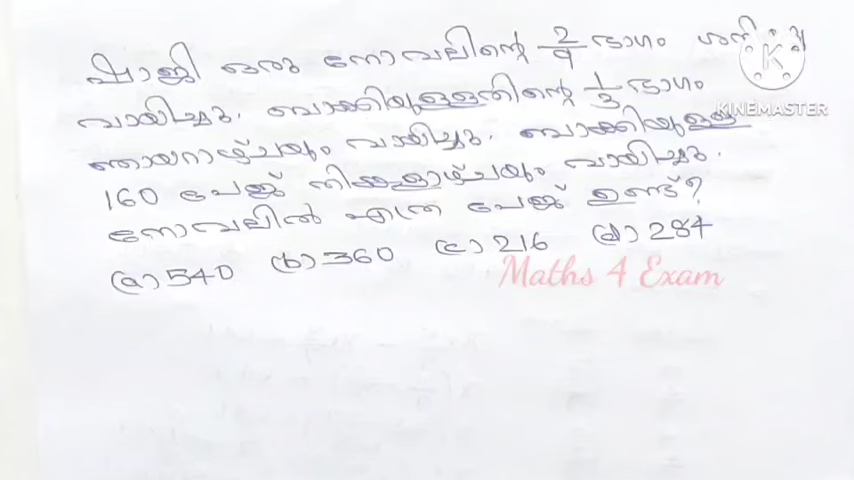 ഷാജി ഒരു നോവലിന്റെ 2/9 ഭാഗം ശനി
വായിച്ചു. ബാക്കിയുള്ളതിന്റെ 1/3 ഭാഗം
ഞായറാഴ്ചയും വായിച്ചു. ബാക്കിയുള്ള
160 പേജ് തിങ്കളാഴ്ചയും വായിച്ചു.
നോവലിൽ എത്ര പേജ് ഉണ്ട്?
(a) 540 (b) 360 (c) 216 (d) 284
K
KINEMASTER
Maths 4 Exam